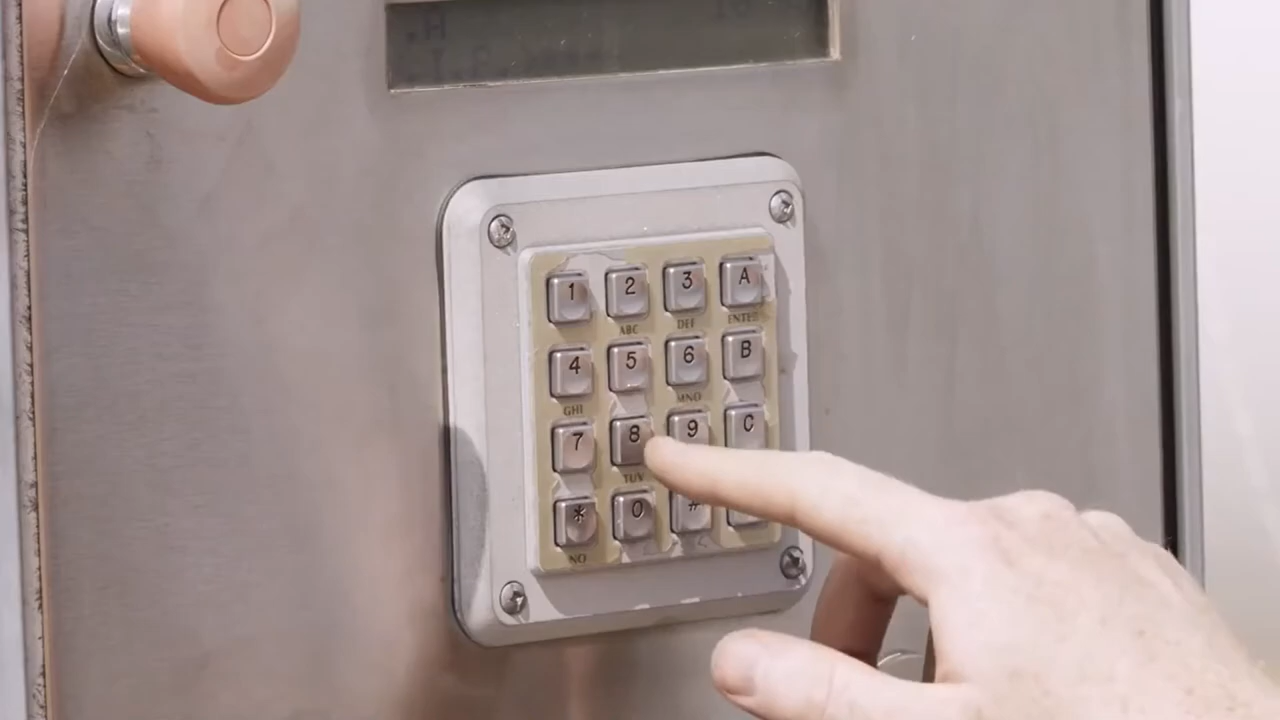 1 2 3 A
ABC DEF ENTER
4 5 6 B
GHI MNO
7 8 9 C
TUV
* 0 #
NO